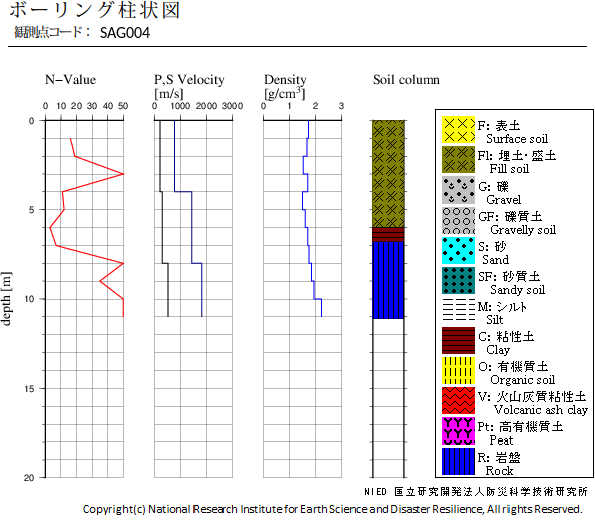 ボーリング柱状図
観測点コード： SAG004
N-Value
P,S Velocity
[m/s]
Density
[g/cm³]
Soil column
0 10 20 30 40 50
0 1000 2000 3000
0 1 2 3
0
5
10
15
20
depth [m]
F: 表土
Surface soil
Fl: 埋土・盛土
Fill soil
G: 礫
Gravel
GF: 礫質土
Gravelly soil
S: 砂
Sand
SF: 砂質土
Sandy soil
M: シルト
Silt
C: 粘性土
Clay
O: 有機質土
Organic soil
V: 火山灰質粘性土
Volcanic ash clay
Pt: 高有機質土
Peat
R: 岩盤
Rock
NIED 国立研究開発法人防災科学技術研究所
Copyright(c) National Research Institute for Earth Science and Disaster Resilience, All rights Reserved.